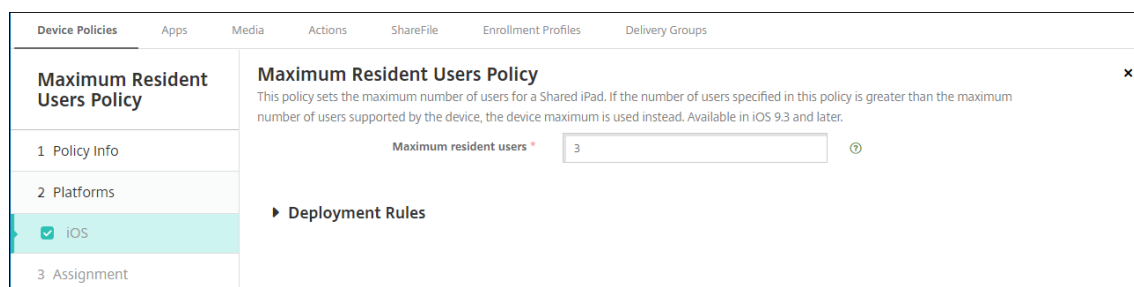 Device Policies Apps Media Actions ShareFile Enrollment Profiles Delivery Groups
Maximum Resident
Users Policy
1 Policy Info
2 Platforms
iOS
3 Assignment
Maximum Resident Users Policy
This policy sets the maximum number of users for a Shared iPad. If the number of users specified in this policy is greater than the maximum
number of users supported by the device, the device maximum is used instead. Available in iOS 9.3 and later.
Maximum resident users * 3
Deployment Rules